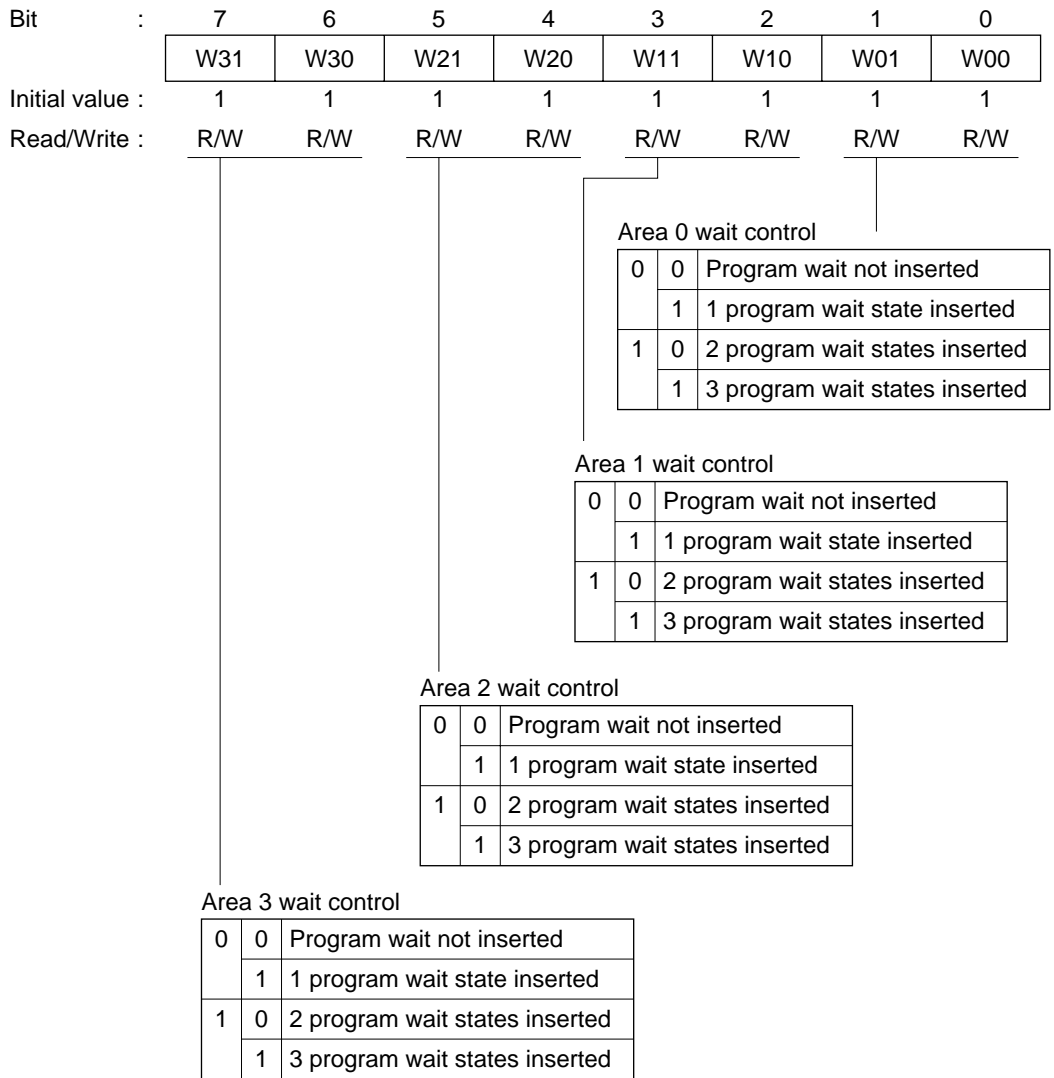 Bit : 7 6 5 4 3 2 1 0
W31 W30 W21 W20 W11 W10 W01 W00
Initial value : 1 1 1 1 1 1 1 1
Read/Write : R/W R/W R/W R/W R/W R/W R/W R/W
Area 0 wait control
0 0 Program wait not inserted
1 1 program wait state inserted
1 0 2 program wait states inserted
1 3 program wait states inserted
Area 1 wait control
0 0 Program wait not inserted
1 1 program wait state inserted
1 0 2 program wait states inserted
1 3 program wait states inserted
Area 2 wait control
0 0 Program wait not inserted
1 1 program wait state inserted
1 0 2 program wait states inserted
1 3 program wait states inserted
Area 3 wait control
0 0 Program wait not inserted
1 1 program wait state inserted
1 0 2 program wait states inserted
1 3 program wait states inserted